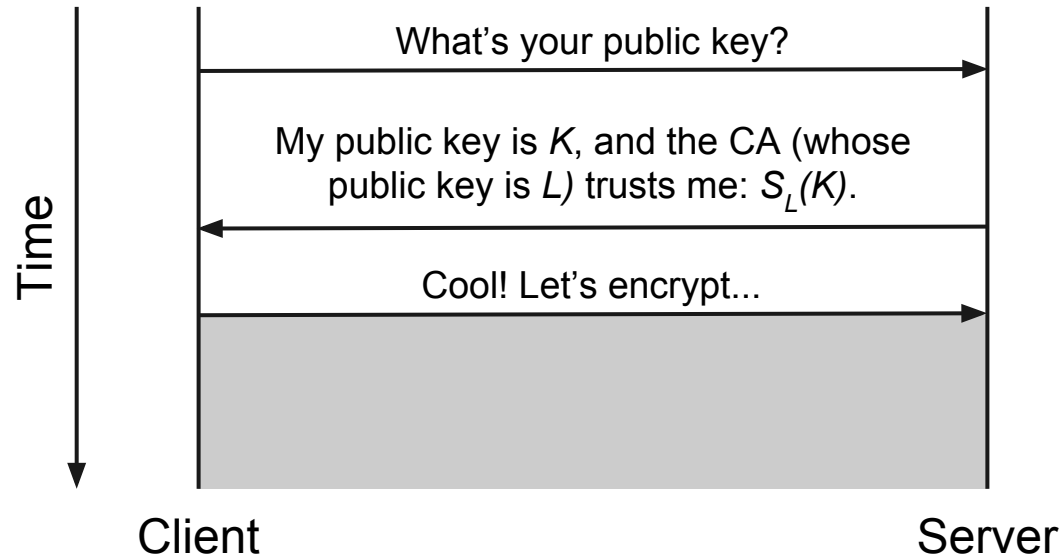 What’s your public key?
My public key is K, and the CA (whose
public key is L) trusts me: S_L(K).
Cool! Let’s encrypt...
Time
Client
Server